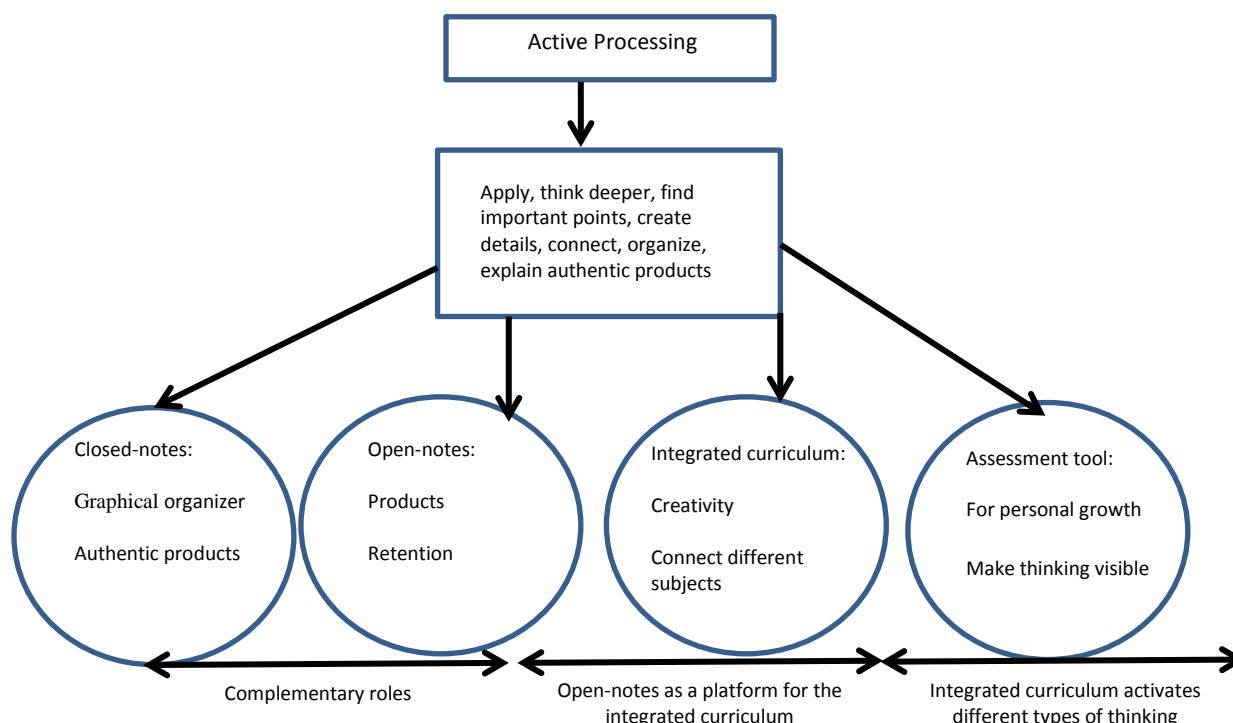 Active Processing
Apply, think deeper, find
important points, create
details, connect, organize,
explain authentic products
Closed-notes:
Graphical organizer
Authentic products
Open-notes:
Products
Retention
Integrated curriculum:
Creativity
Connect different
subjects
Assessment tool:
For personal growth
Make thinking visible
Complementary roles
Open-notes as a platform for the
integrated curriculum
Integrated curriculum activates
different types of thinking